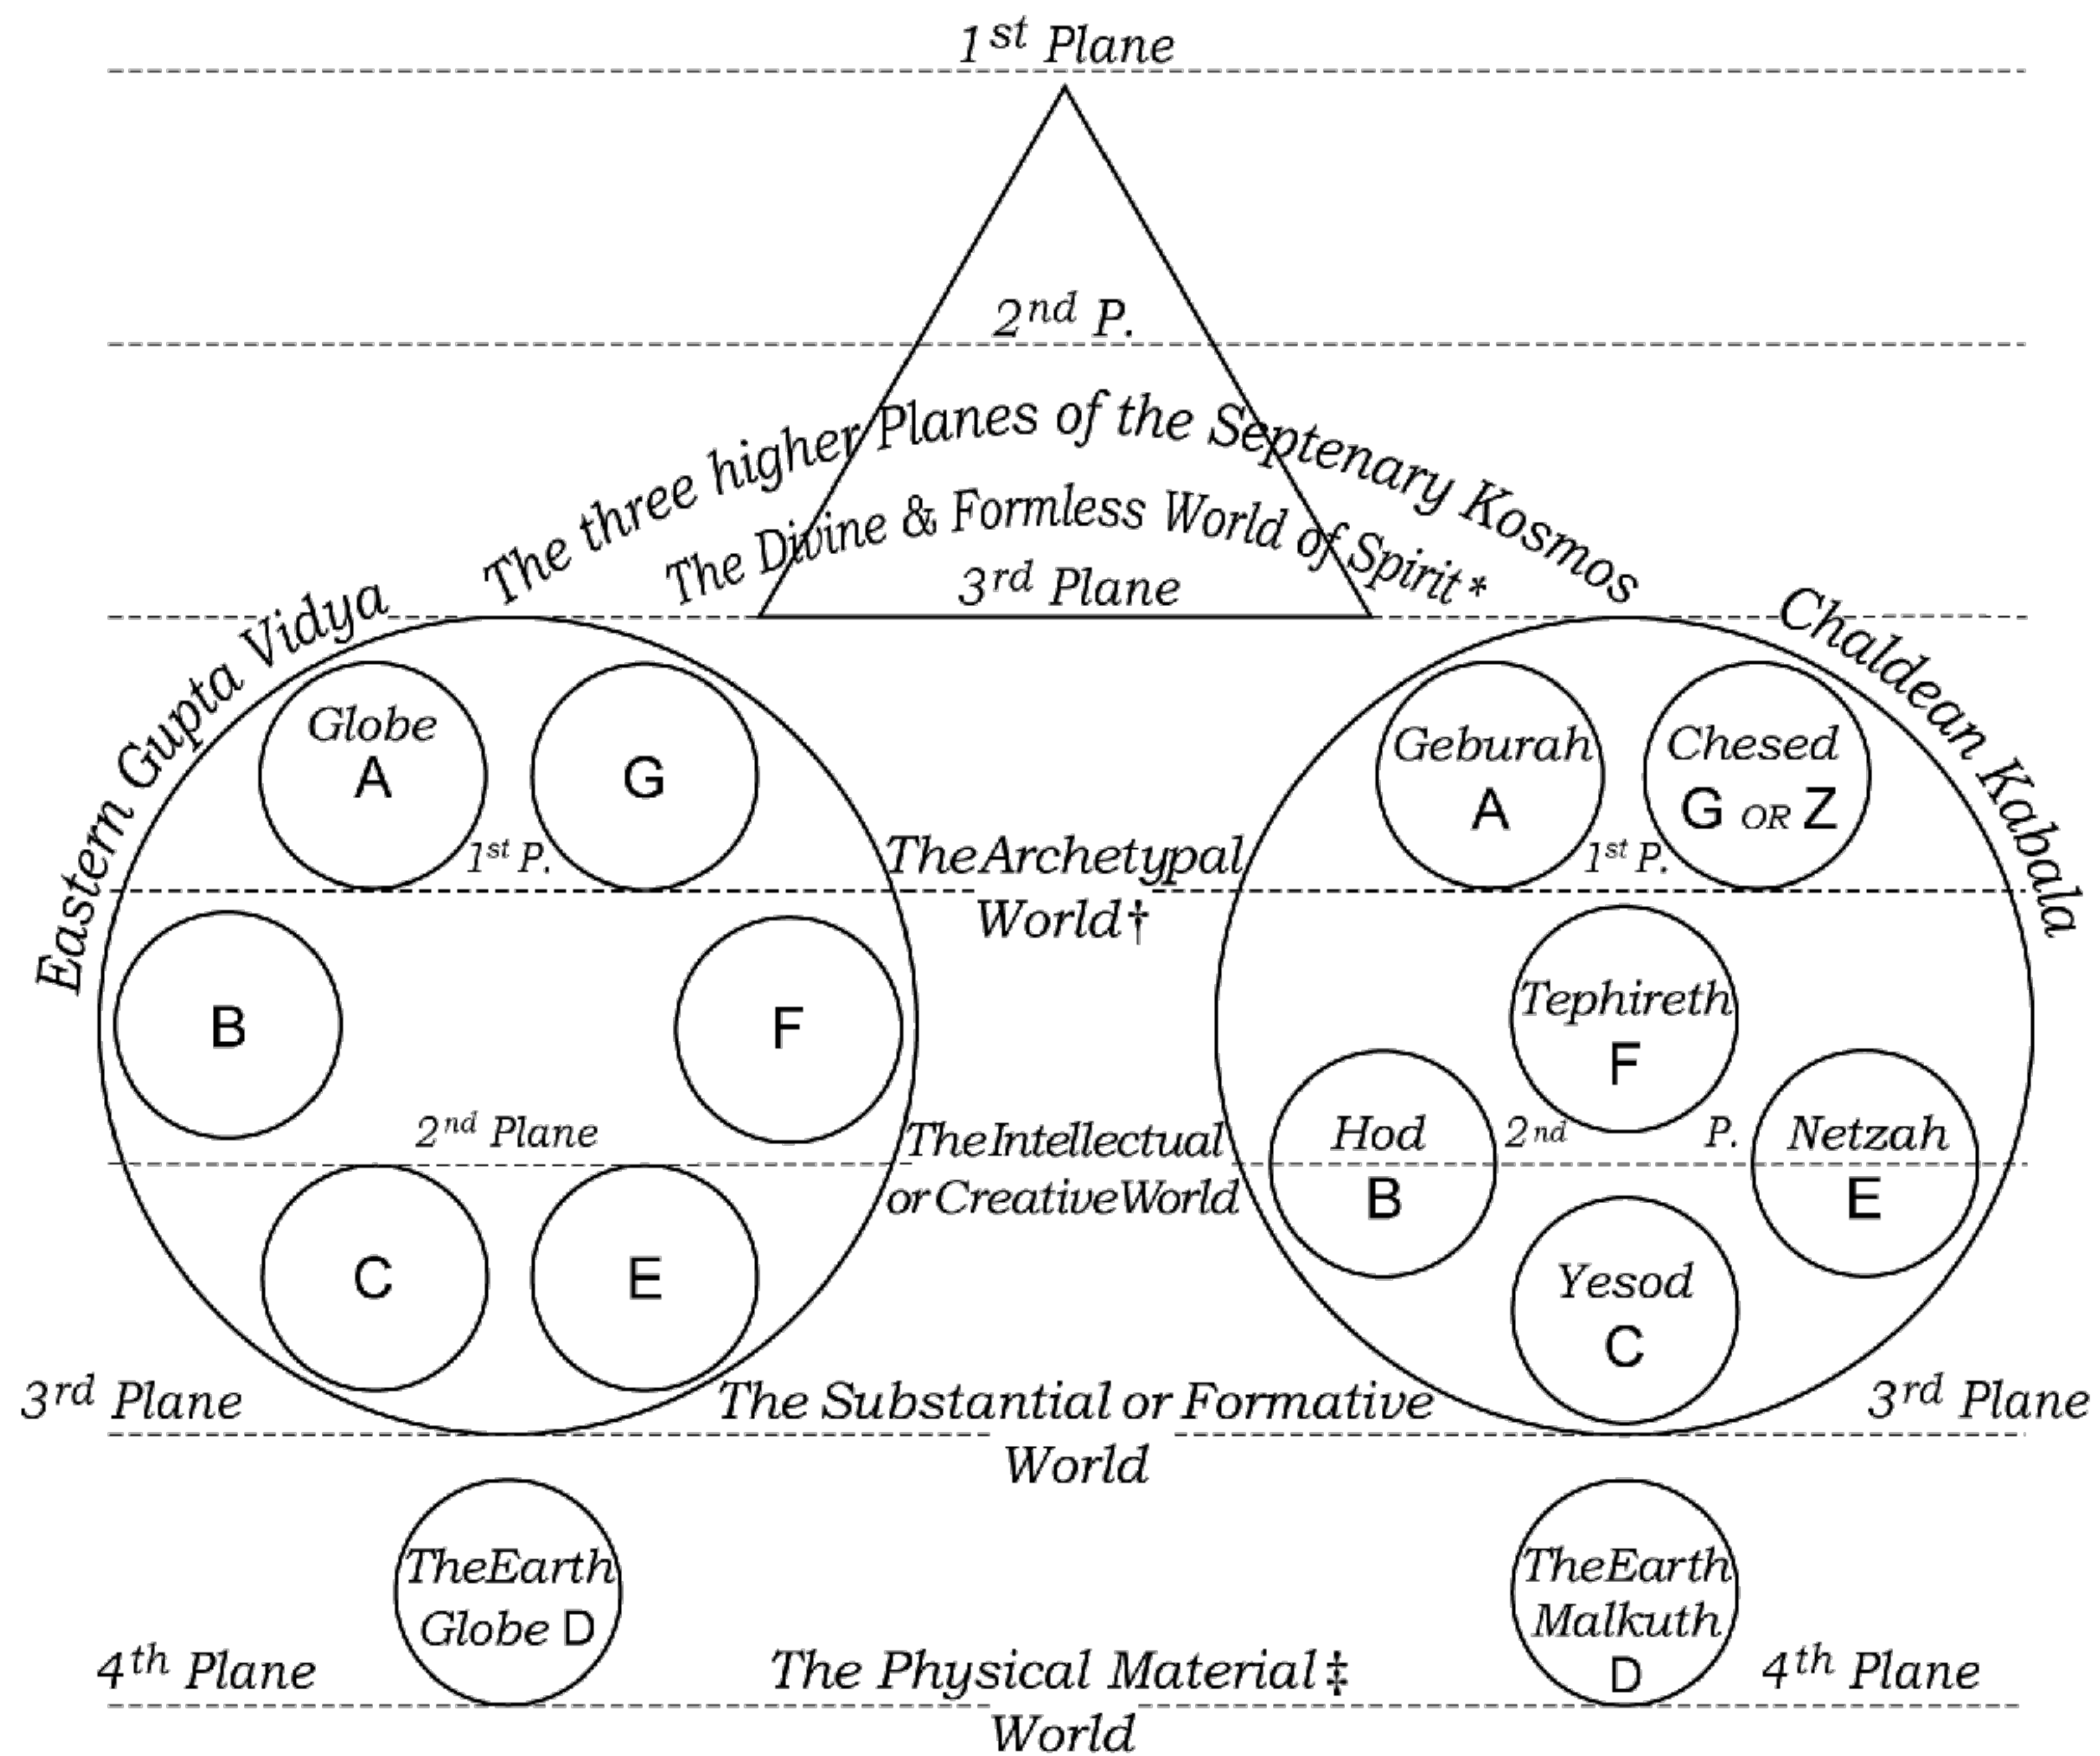 1st Plane
2nd P.
The three higher Planes of the Septenary Kosmos
The Divine & Formless World of Spirit*
3rd Plane
Eastern Gupta Vidya
Chaldean Kabala
Globe
A
G
1st P.
Geburah
A
Chesed
G OR Z
1st P.
The Archetypal
World†
B
F
2nd Plane
Tephireth
F
Hod
B
2nd P.
Netzah
E
The Intellectual
or Creative World
C
E
Yesod
C
3rd Plane
The Substantial or Formative
World
3rd Plane
The Earth
Globe D
The Earth
Malkuth
D
4th Plane
The Physical Material‡
World
4th Plane